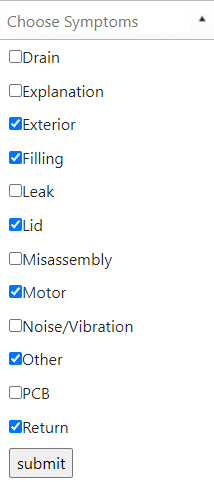 Choose Symptoms
Drain
Explanation
Exterior
Filling
Leak
Lid
Misassembly
Motor
Noise/Vibration
Other
PCB
Return
submit